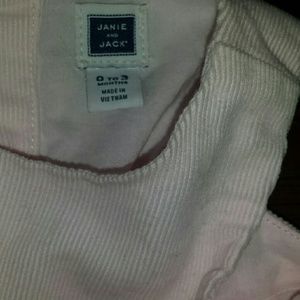 JANIE
AND
JACK
0 TO 3
MONTHS
MADE IN
VIETNAM